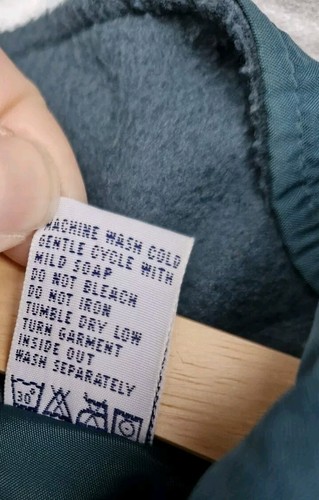 MACHINE WASH COLD
GENTLE CYCLE WITH
MILD SOAP
DO NOT BLEACH
DO NOT IRON
TUMBLE DRY LOW
TURN GARMENT
INSIDE OUT
WASH SEPARATELY
30°